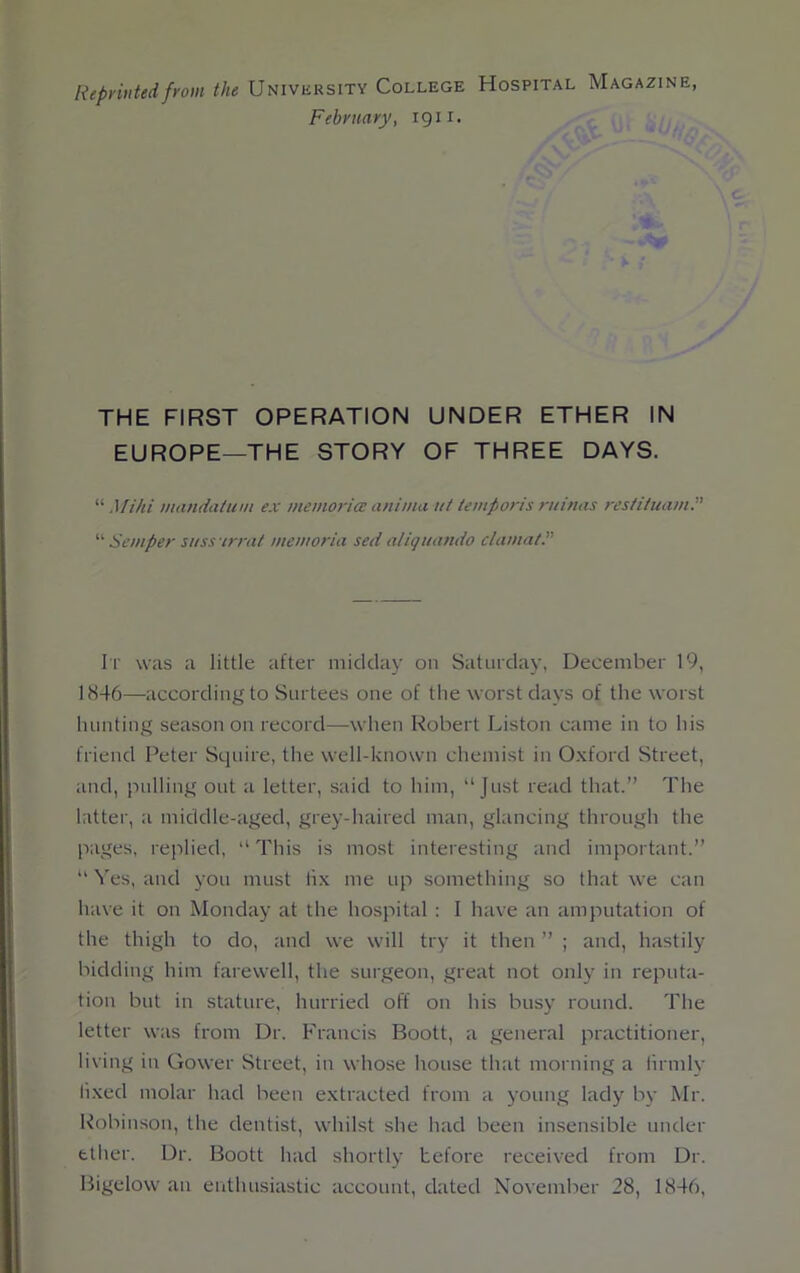 Reprinted from the UNIVERSITY COLLEGE HOSPITAL MAGAZINE,
February, 1911.
THE FIRST OPERATION UNDER ETHER IN
EUROPE—THE STORY OF THREE DAYS.
“ Mihi mandatum ex memoriæ anima ut temporis ruinas restituam.”
“ Semper suss rrat memoria sed aliquando clamat.”
IT was a little after midday on Saturday, December 19,
1846—according to Surtees one of the worst days of the worst
hunting season on record—when Robert Liston came in to his
friend Peter Squire, the well-known chemist in Oxford Street,
and, pulling out a letter, said to him, “Just read that.” The
latter, a middle-aged, grey-haired man, glancing through the
pages, replied, “This is most interesting and important.”
“Yes, and you must fix me up something so that we can
have it on Monday at the hospital : I have an amputation of
the thigh to do, and we will try it then ” ; and, hastily
bidding him farewell, the surgeon, great not only in reputa-
tion but in stature, hurried off on his busy round. The
letter was from Dr. Francis Boott, a general practitioner,
living in Gower Street, in whose house that morning a firmly
fixed molar had been extracted from a young lady by Mr.
Robinson, the dentist, whilst she had been insensible under
ether. Dr. Boott had shortly before received from Dr.
Bigelow an enthusiastic account, dated November 28, 1846,